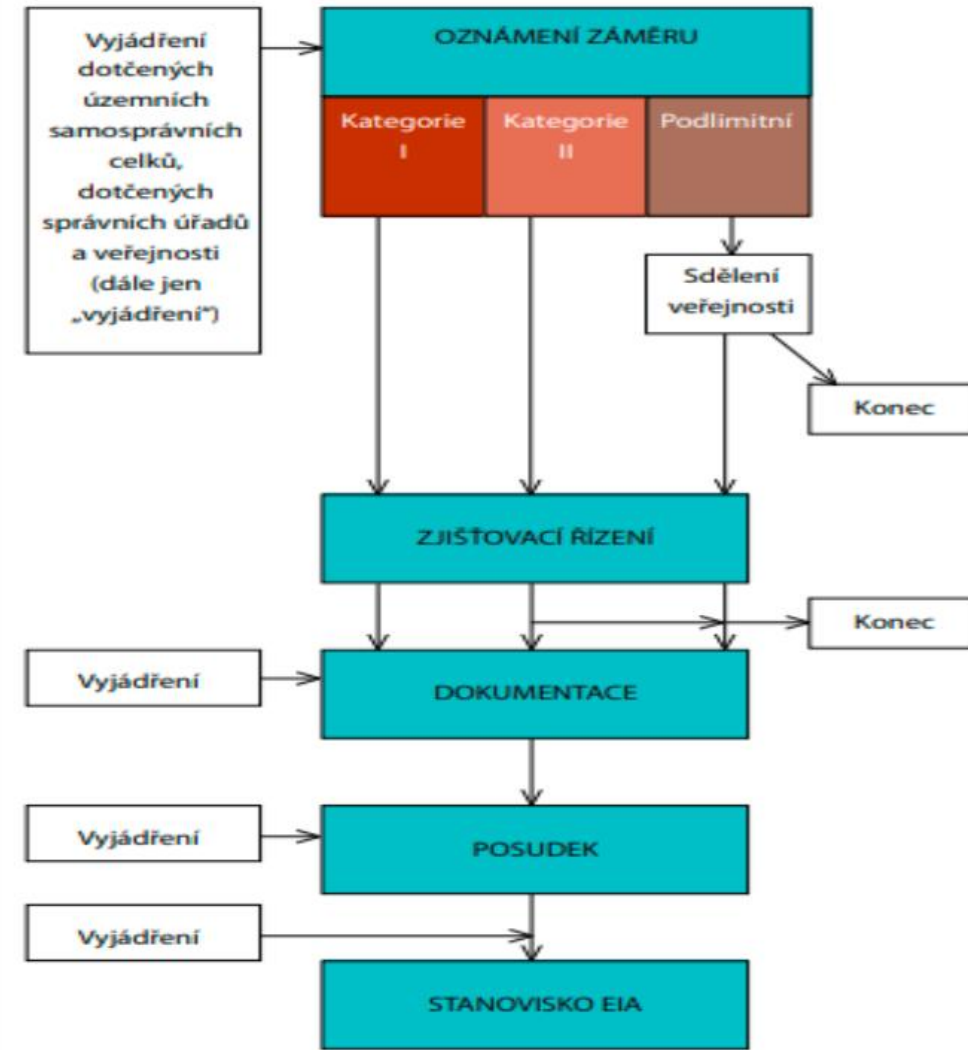 Vyjádření
dotčených
územních
samosprávních
celků,
dotčených
správních úřadů
a veřejnosti
(dále jen
„vyjádření“)
OZNÁMENÍ ZÁMĚRU
Kategorie
I
Kategorie
II
Podlimitní
Sdělení
veřejnosti
Konec
ZJIŠŤOVACÍ ŘÍZENÍ
Konec
Vyjádření
DOKUMENTACE
Vyjádření
POSUDEK
Vyjádření
STANOVISKO EIA